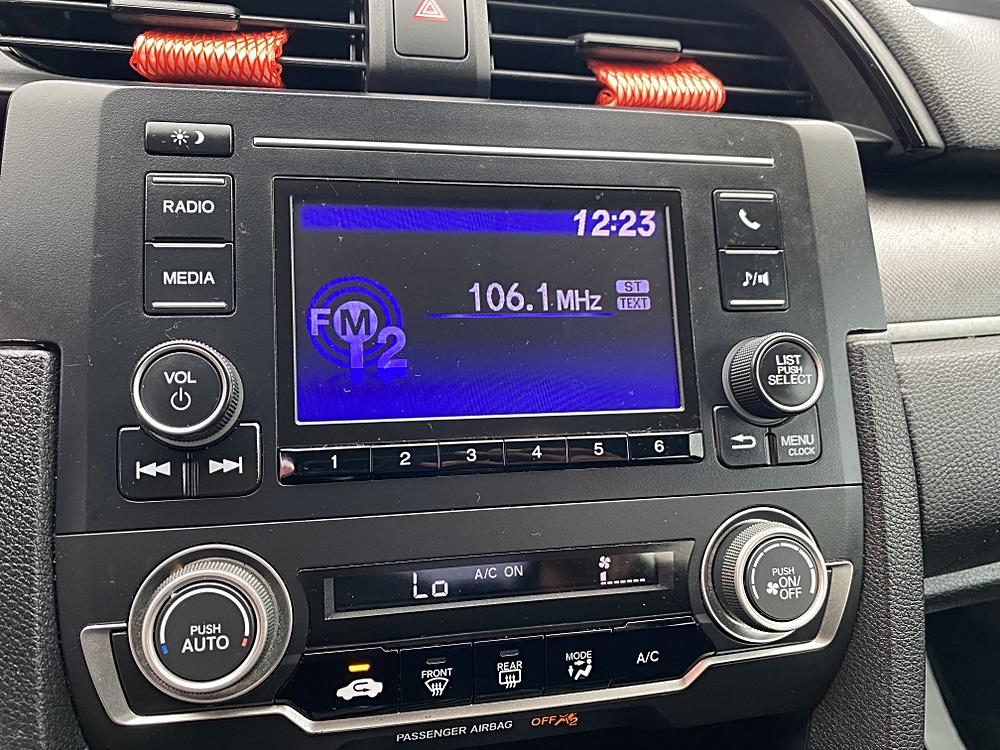 RADIO
MEDIA
12:23
106.1 MHz
ST
TEXT
FM
12
VOL
LIST
PUSH
SELECT
MENU
CLOCK
1 2 3 4 5 6
Lo
A/C ON
PUSH
AUTO
PUSH
ON/
OFF
FRONT
REAR
MODE
A/C
PASSENGER AIRBAG
OFF
2